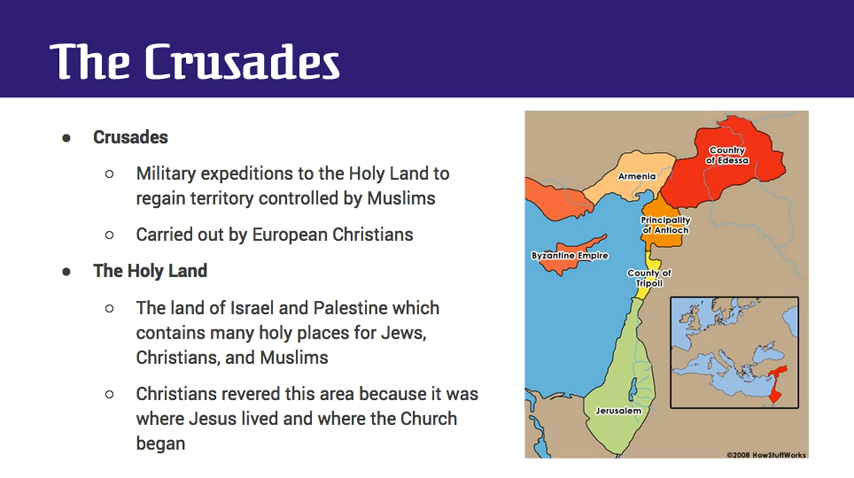 The Crusades
● Crusades
○ Military expeditions to the Holy Land to
regain territory controlled by Muslims
○ Carried out by European Christians
● The Holy Land
○ The land of Israel and Palestine which
contains many holy places for Jews,
Christians, and Muslims
○ Christians revered this area because it was
where Jesus lived and where the Church
began
Country
of Edessa
Armenia
Principality
of Antioch
Byzantine Empire
County of
Tripoli
Jerusalem
©2008 HowStuffWorks